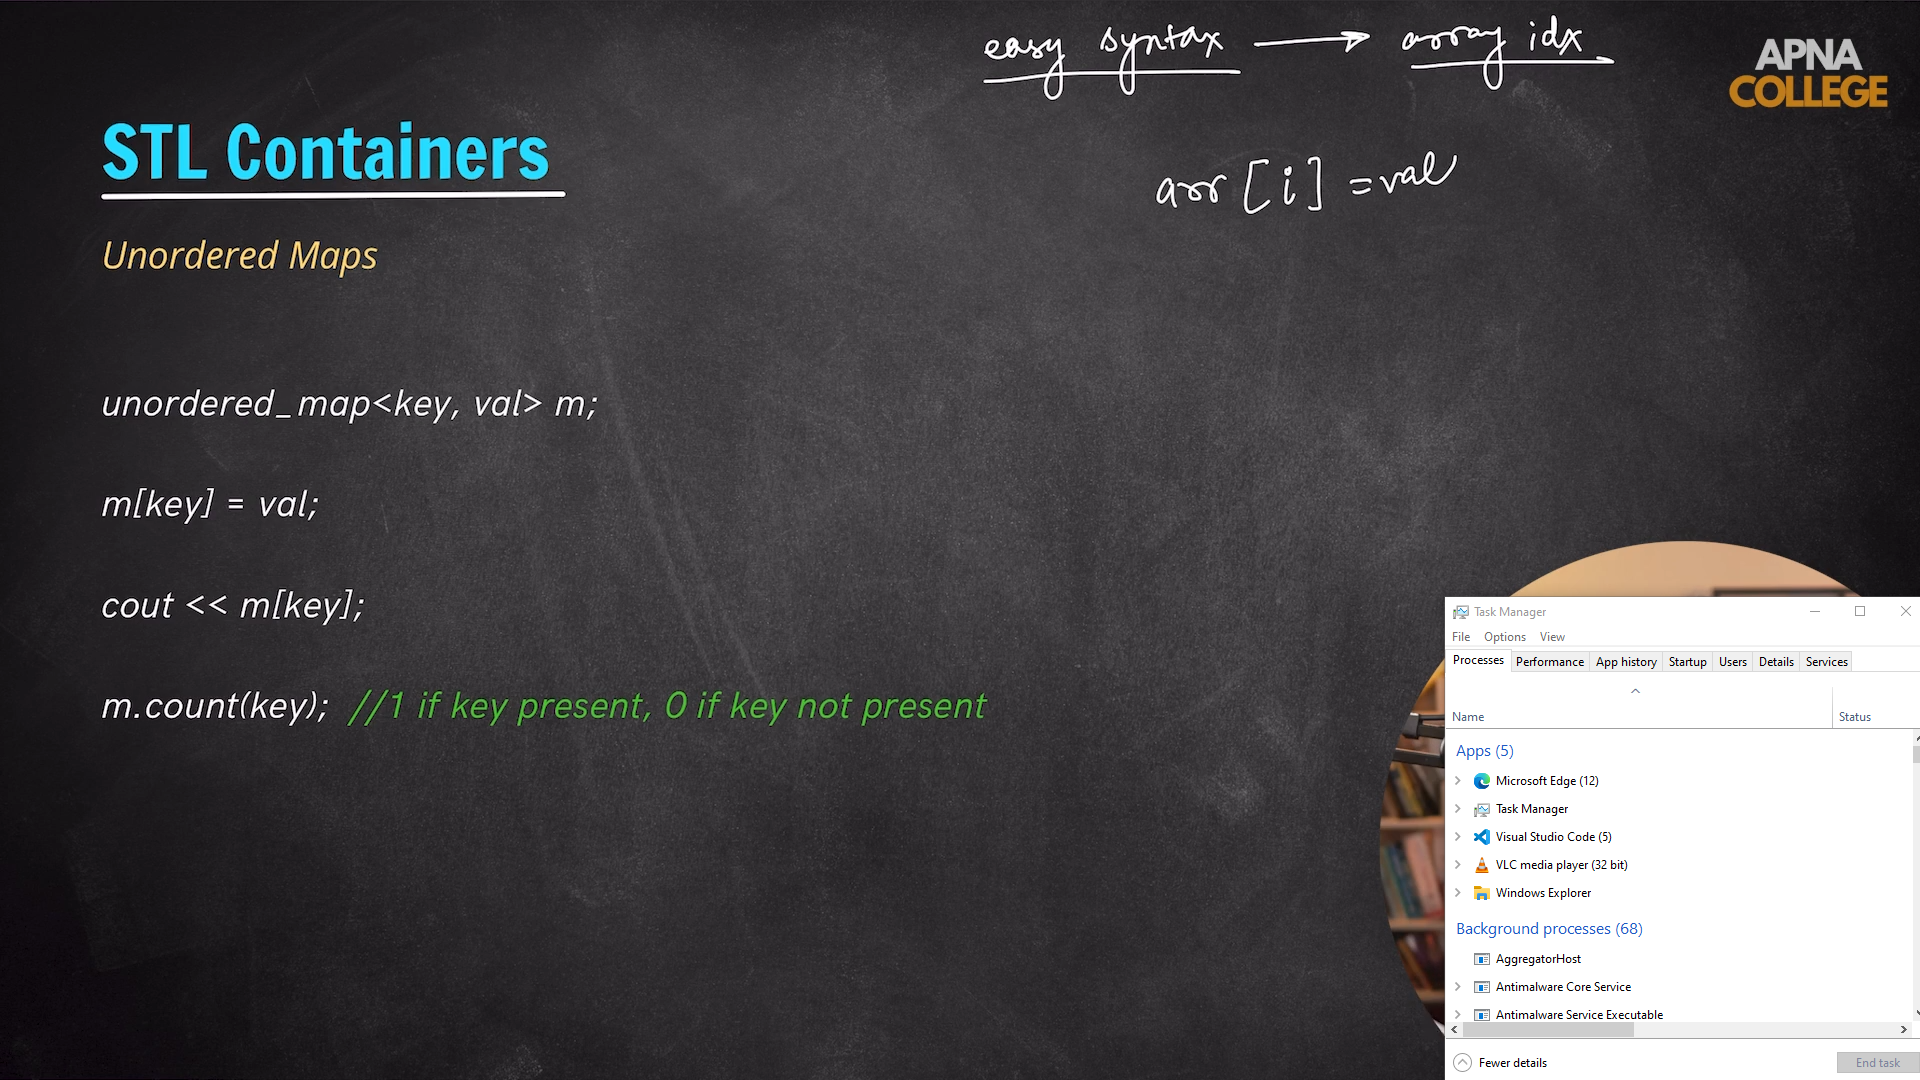 easy syntax → array idx
APNA
COLLEGE
STL Containers
arr[i] = val
Unordered Maps
unordered_map<key, val> m;
m[key] = val;
cout << m[key];
m.count(key); //1 if key present, 0 if key not present
Task Manager
File Options View
Processes Performance App history Startup Users Details Services
Name Status
Apps (5)
Microsoft Edge (12)
Task Manager
Visual Studio Code (5)
VLC media player (32 bit)
Windows Explorer
Background processes (68)
AggregatorHost
Antimalware Core Service
Antimalware Service Executable
Fewer details End task